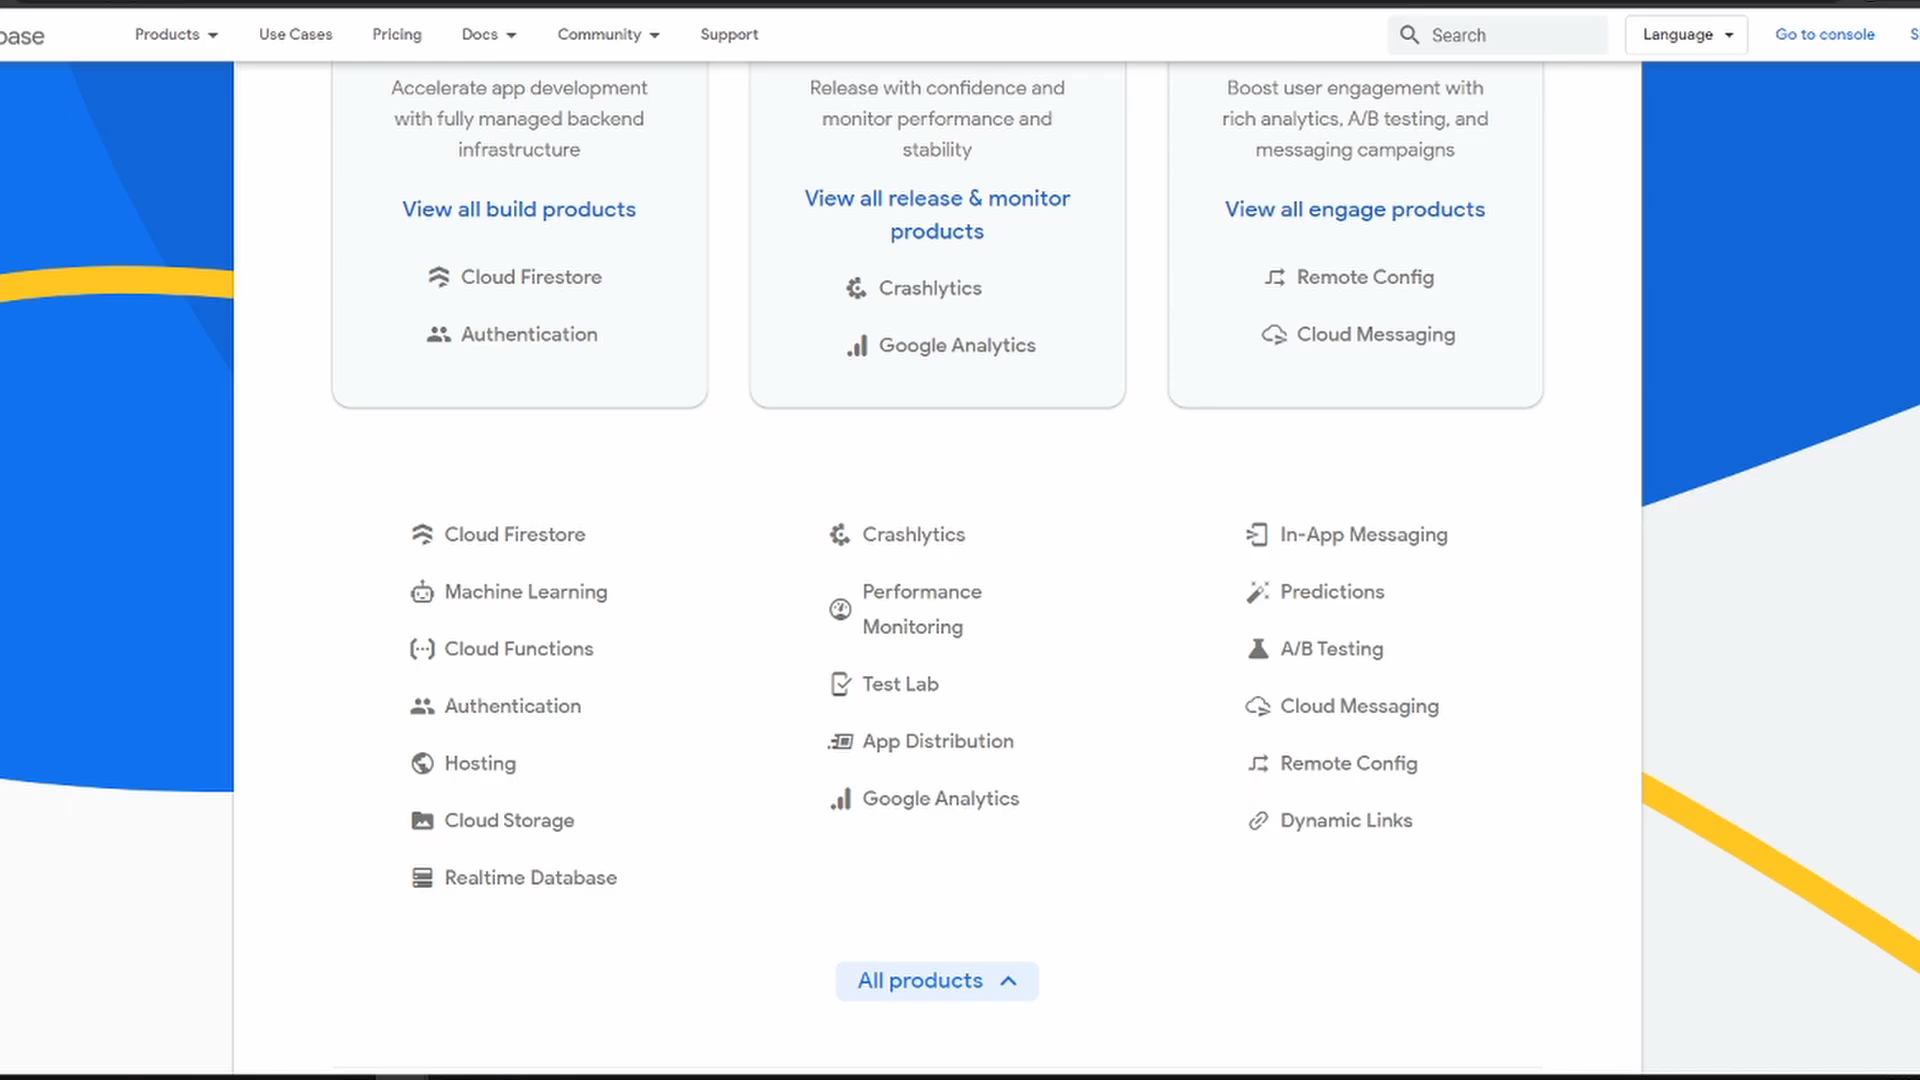 base
Products
Use Cases
Pricing
Docs
Community
Support
Search
Language
Go to console
S
Accelerate app development
with fully managed backend
infrastructure
View all build products
Cloud Firestore
Authentication
Release with confidence and
monitor performance and
stability
View all release & monitor
products
Crashlytics
Google Analytics
Boost user engagement with
rich analytics, A/B testing, and
messaging campaigns
View all engage products
Remote Config
Cloud Messaging
Cloud Firestore
Machine Learning
Cloud Functions
Authentication
Hosting
Cloud Storage
Realtime Database
Crashlytics
Performance
Monitoring
Test Lab
App Distribution
Google Analytics
In-App Messaging
Predictions
A/B Testing
Cloud Messaging
Remote Config
Dynamic Links
All products